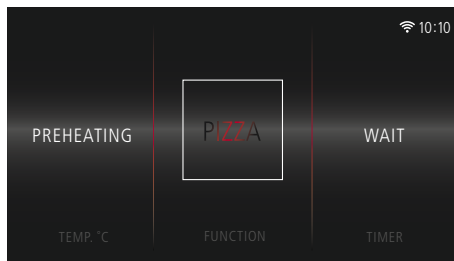 10:10
PREHEATING
PIZZA
WAIT
TEMP. °C
FUNCTION
TIMER